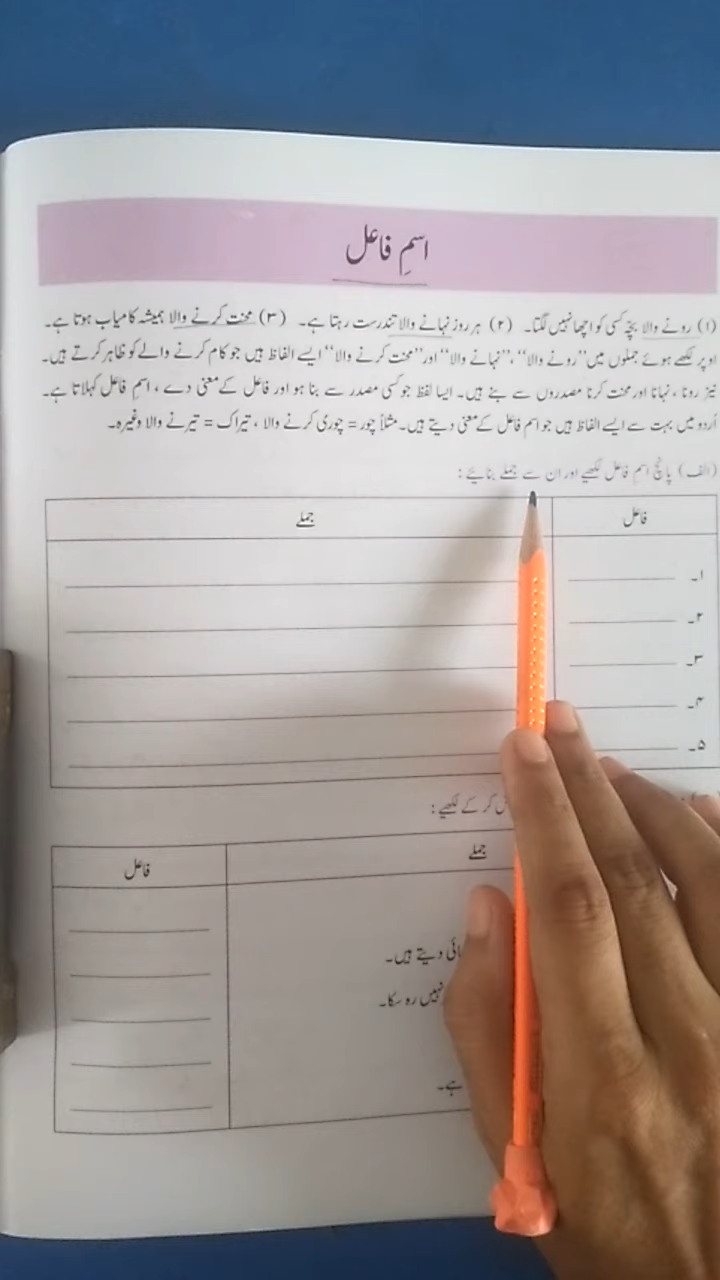 اسمِ فاعل
(۱) رونے والا بچّہ کسی کو اچھا نہیں لگتا۔ (۲) ہر روز نہانے والا تندرست رہتا ہے۔ (۳) محنت کرنے والا ہمیشہ کامیاب ہوتا ہے۔
اوپر لکھے ہوئے جملوں میں ’’رونے والا‘‘، ’’نہانے والا‘‘ اور ’’محنت کرنے والا‘‘ ایسے الفاظ ہیں جو کام کرنے والے کو ظاہر کرتے ہیں۔
نیز رونا، نہانا اور محنت کرنا مصدروں سے بنے ہیں۔ ایسا لفظ جو کسی مصدر سے بنا ہو اور فاعل کے معنی دے، اسمِ فاعل کہلاتا ہے۔
اُردو میں بہت سے ایسے الفاظ ہیں جو اسم فاعل کے معنی دیتے ہیں۔ مثلاً چور = چوری کرنے والا، تیراک = تیرنے والا وغیرہ۔
(الف) پانچ اسمِ فاعل لکھیے اور ان سے جملے بنائیے:
فاعل جملے
۱۔
۲۔
۳۔
۴۔
۵۔
کر کے لکھیے:
جملے فاعل
دیتے ہیں۔
نہیں رہ سکا۔
ہے۔